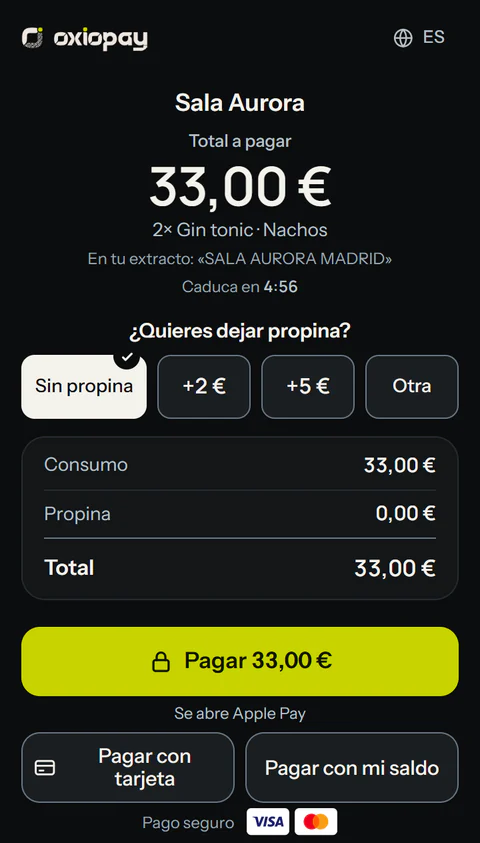 oxiopay
ES
Sala Aurora
Total a pagar
33,00 €
2× Gin tonic · Nachos
En tu extracto: «SALA AURORA MADRID»
Caduca en 4:56
¿Quieres dejar propina?
Sin propina
+2 €
+5 €
Otra
Consumo 33,00 €
Propina 0,00 €
Total 33,00 €
Pagar 33,00 €
Se abre Apple Pay
Pagar con
tarjeta
Pagar con mi saldo
Pago seguro VISA